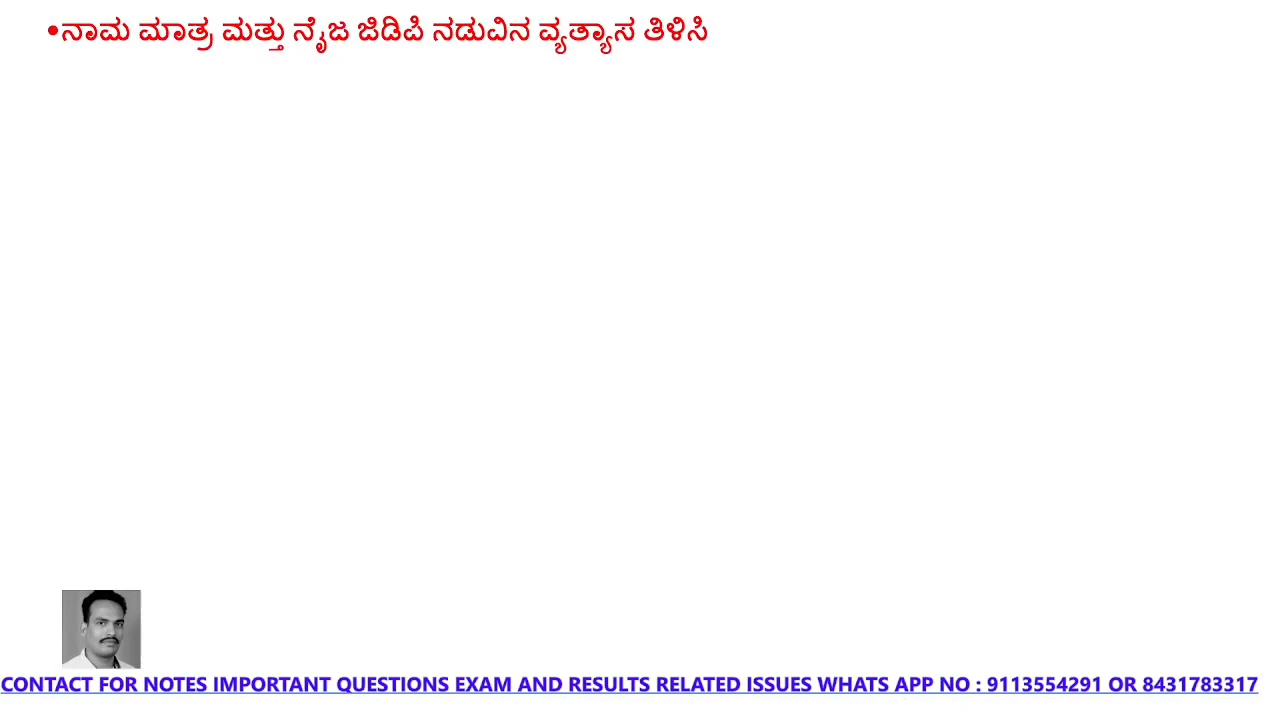 •ನಾಮ ಮಾತ್ರ ಮತ್ತು ನೈಜ ಜಿಡಿಪಿ ನಡುವಿನ ವ್ಯತ್ಯಾಸ ತಿಳಿಸಿ
CONTACT FOR NOTES IMPORTANT QUESTIONS EXAM AND RESULTS RELATED ISSUES WHATS APP NO : 9113554291 OR 8431783317